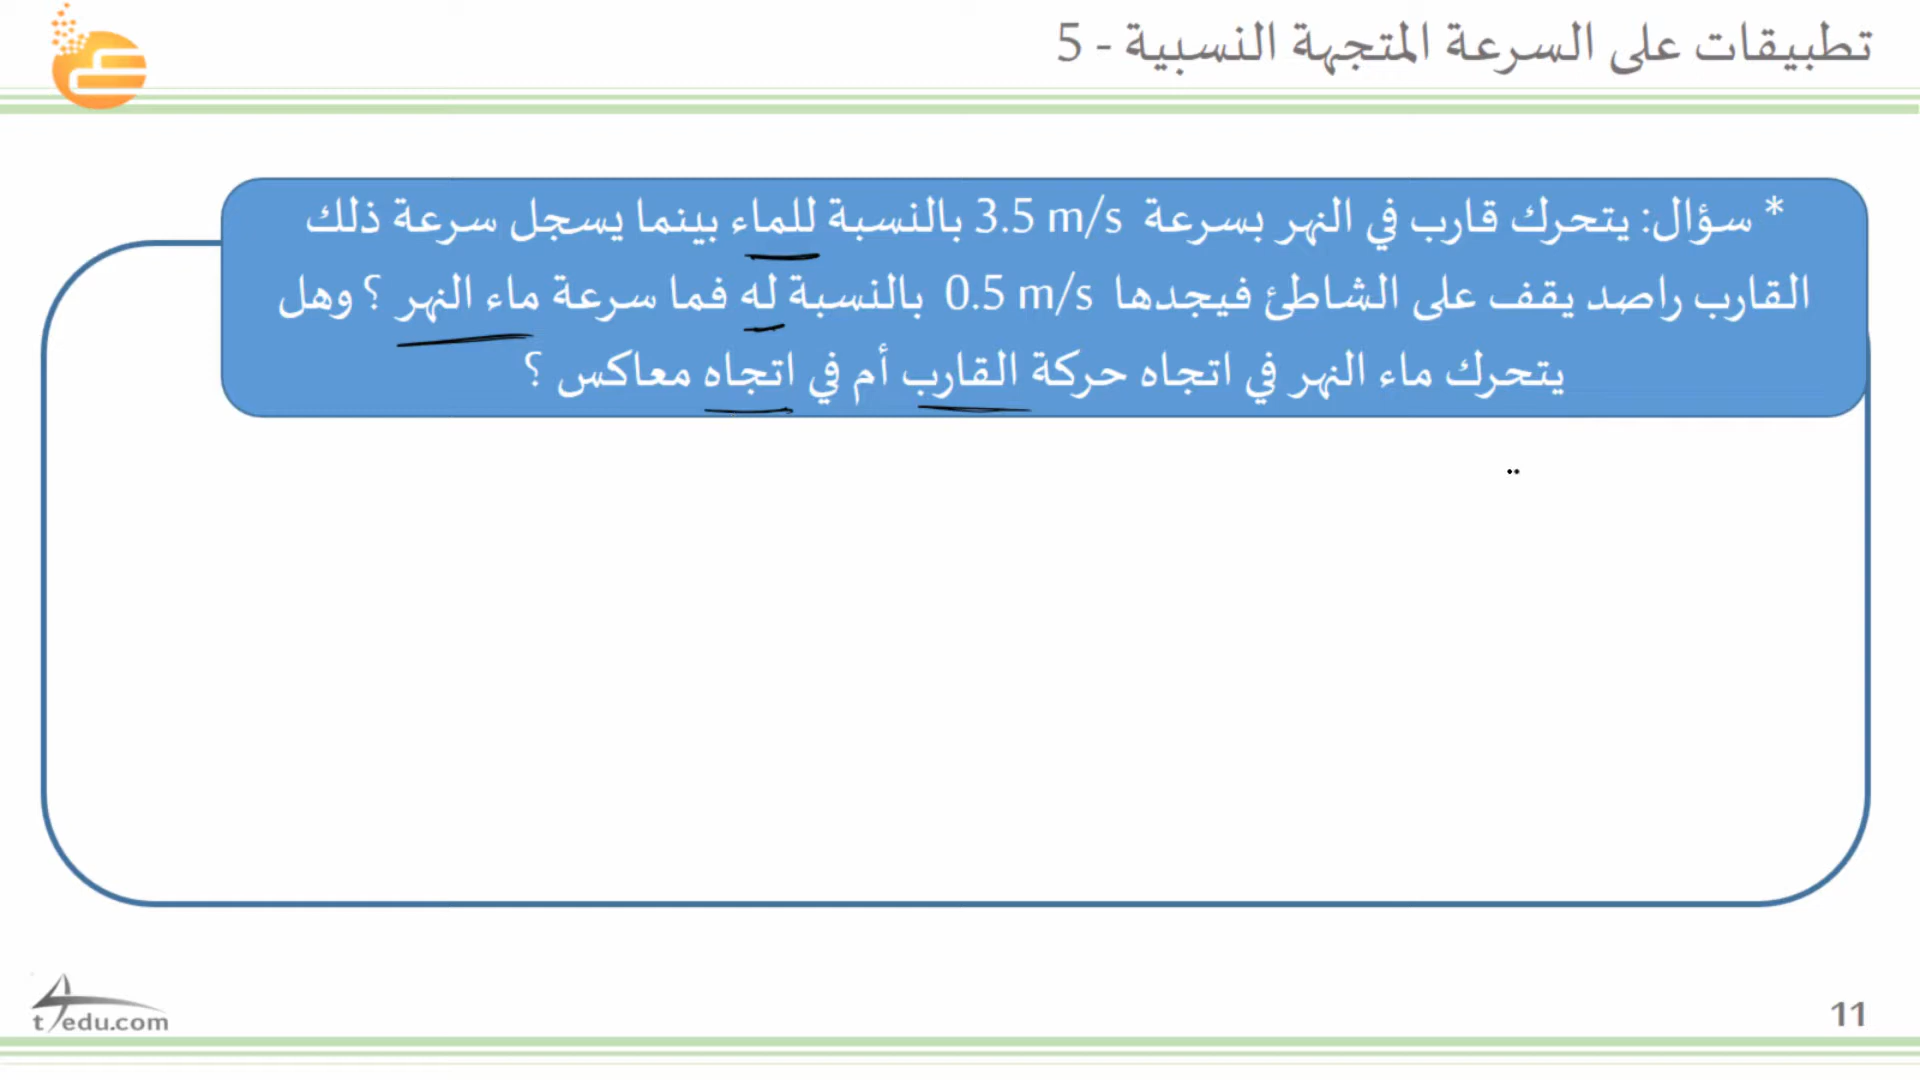 تطبيقات على السرعة المتجهة النسبية - 5
* سؤال: يتحرك قارب في النهر بسرعة 3.5 m/s بالنسبة للماء بينما يسجل سرعة ذلك
القارب راصد يقف على الشاطئ فيجدها 0.5 m/s بالنسبة له فما سرعة ماء النهر ؟ وهل
يتحرك ماء النهر في اتجاه حركة القارب أم في اتجاه معاكس ؟
t4edu.com
11